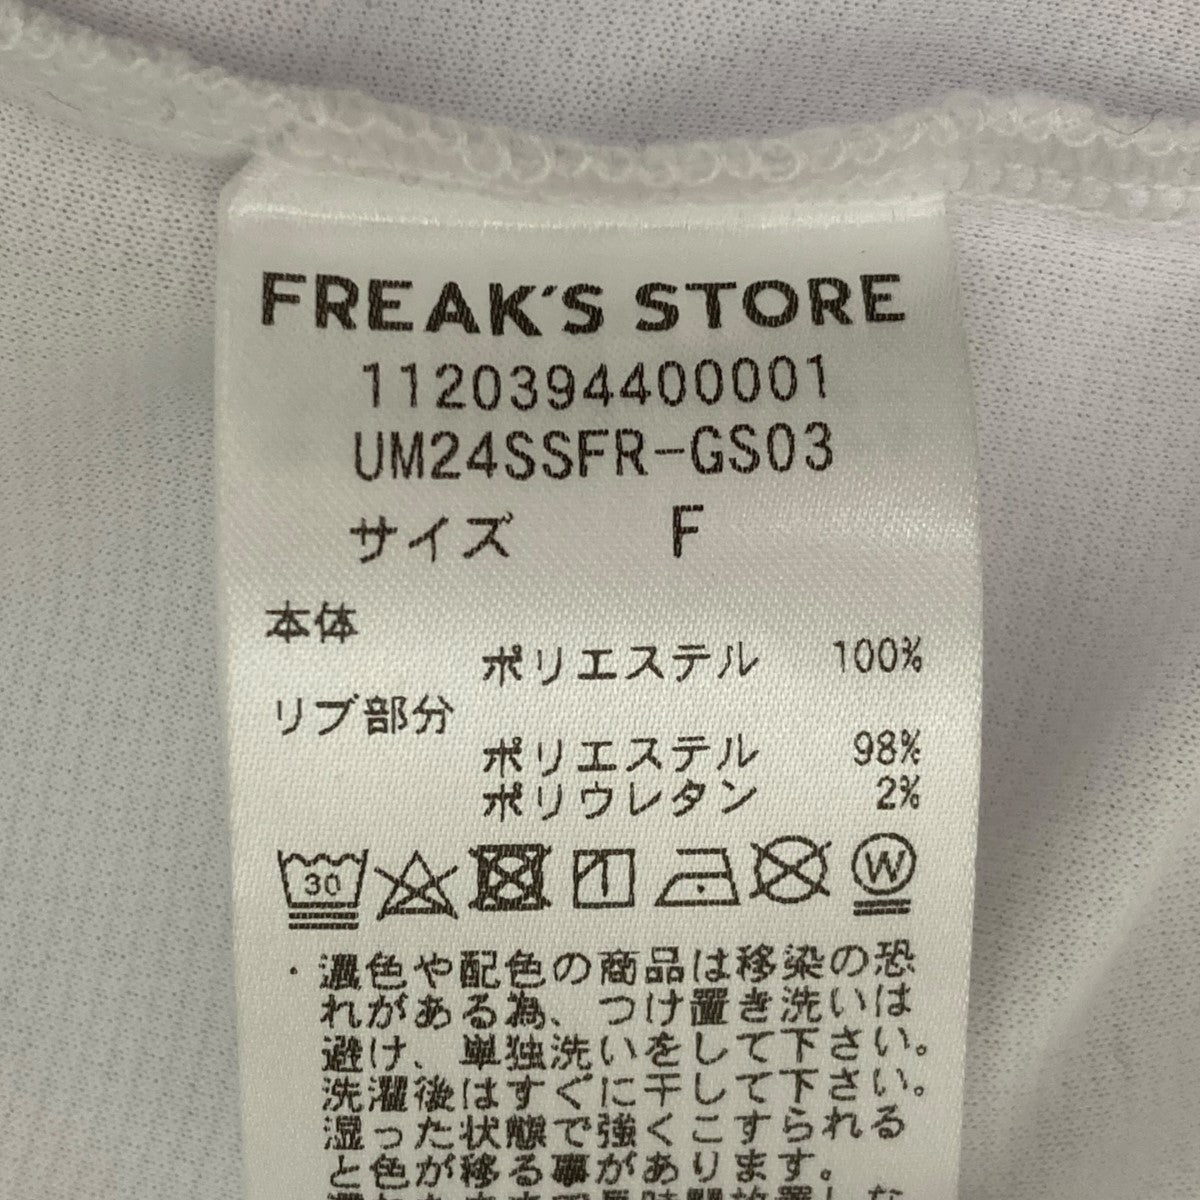 FREAK'S STORE
1120394400001
UM24SSFR-GS03
サイズ F
本体
ポリエステル 100%
リブ部分
ポリエステル 98%
ポリウレタン 2%
30 W
・濃色や配色の商品は移染の恐
れがある為、つけ置き洗いは
避け、単独洗いをして下さい。
洗濯後はすぐに干して下さい。
湿った状態で強くこすられる
と色が移る事があります。